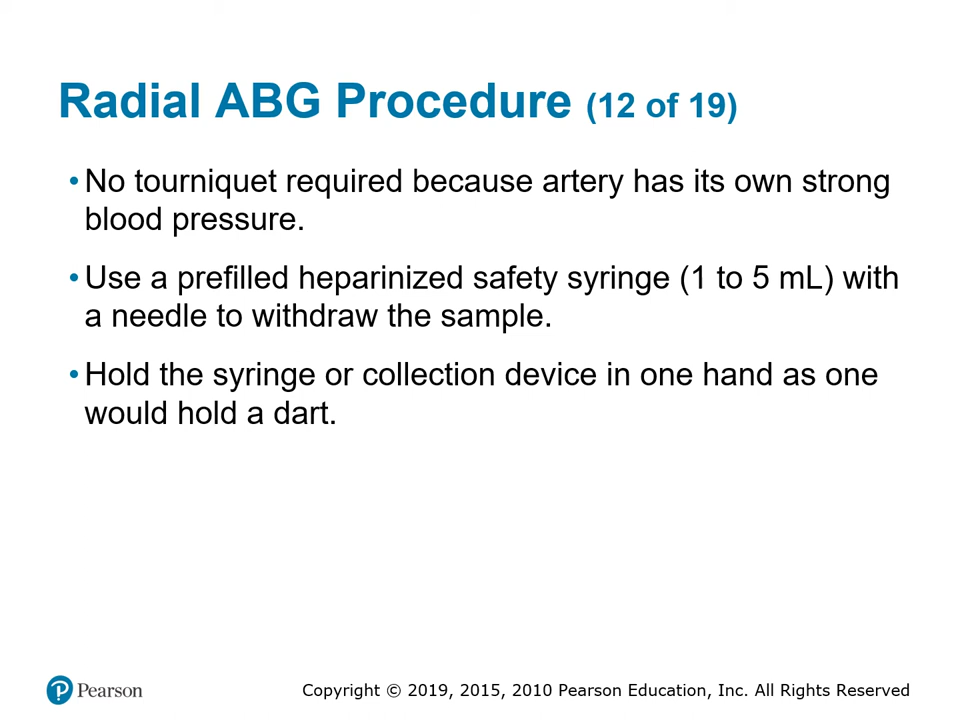 Radial ABG Procedure (12 of 19)
• No tourniquet required because artery has its own strong
blood pressure.
• Use a prefilled heparinized safety syringe (1 to 5 mL) with
a needle to withdraw the sample.
• Hold the syringe or collection device in one hand as one
would hold a dart.
P Pearson
Copyright © 2019, 2015, 2010 Pearson Education, Inc. All Rights Reserved